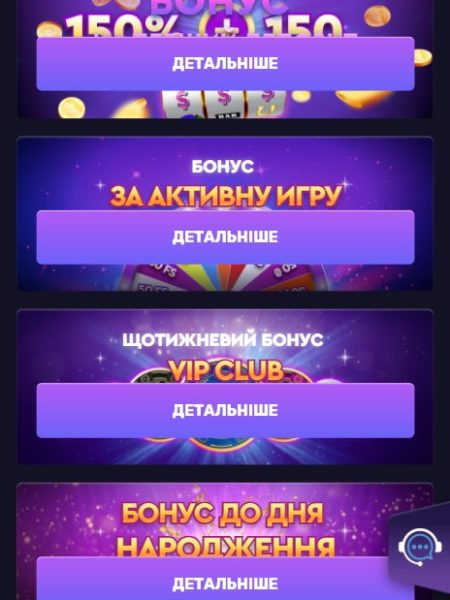 БОНУС
150% + 150
ДЕТАЛЬНІШЕ
БОНУС
ЗА АКТИВНУ ИГРУ
ДЕТАЛЬНІШЕ
ЩОТИЖНЕВИЙ БОНУС
VIP CLUB
ДЕТАЛЬНІШЕ
БОНУС ДО ДНЯ
НАРОДЖЕННЯ
ДЕТАЛЬНІШЕ